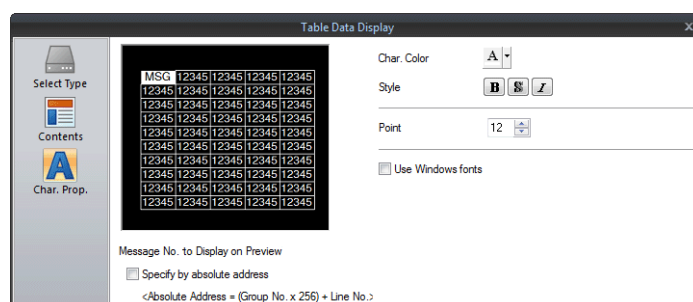 Table Data Display
X
Select Type
Contents
A
Char. Prop.
MSG 12345 12345 12345 12345
12345 12345 12345 12345 12345
12345 12345 12345 12345 12345
12345 12345 12345 12345 12345
12345 12345 12345 12345 12345
12345 12345 12345 12345 12345
12345 12345 12345 12345 12345
12345 12345 12345 12345 12345
12345 12345 12345 12345 12345
12345 12345 12345 12345 12345
Char. Color A
Style B S I
Point 12
Use Windows fonts
Message No. to Display on Preview
Specify by absolute address
<Absolute Address = (Group No. x 256) + Line No.>